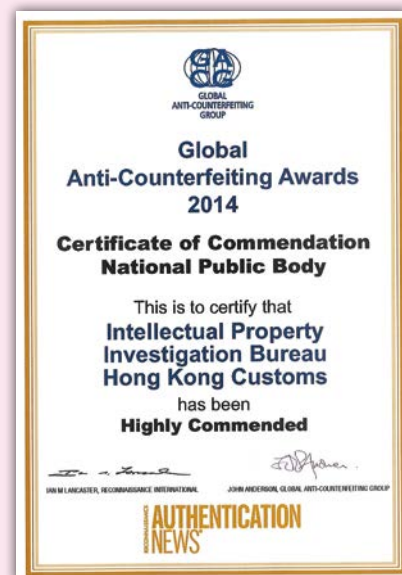 GACG
GLOBAL
ANTI-COUNTERFEITING
GROUP
Global
Anti-Counterfeiting Awards
2014
Certificate of Commendation
National Public Body
This is to certify that
Intellectual Property
Investigation Bureau
Hong Kong Customs
has been
Highly Commended
IAN M LANCASTER, RECONNAISSANCE INTERNATIONAL
JOHN ANDERSON, GLOBAL ANTI-COUNTERFEITING GROUP
RECONNAISSANCE
AUTHENTICATION
NEWS